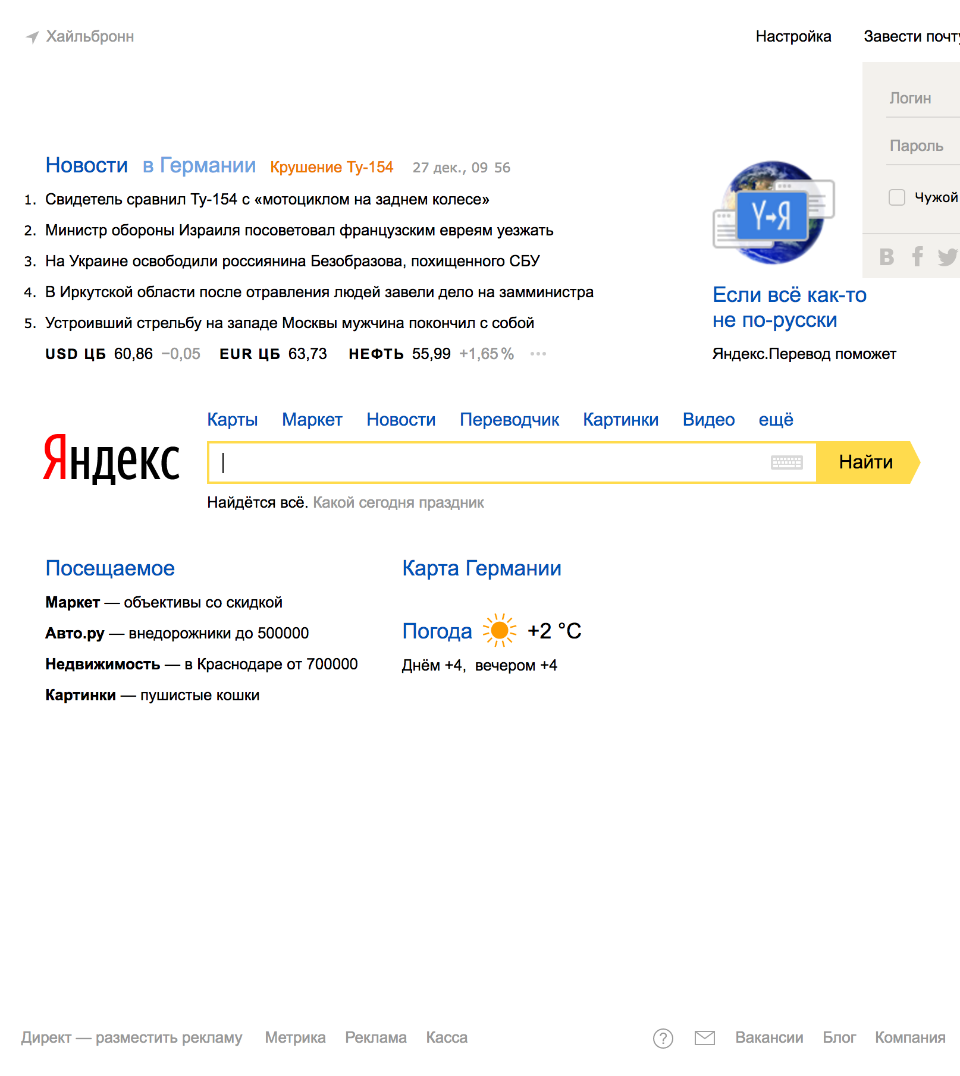 Хайльбронн
Настройка
Завести почту
Логин
Пароль
Чужой
Новости в Германии Крушение Ту-154 27 дек., 09 56
1. Свидетель сравнил Ту-154 с «мотоциклом на заднем колесе»
2. Министр обороны Израиля посоветовал французским евреям уезжать
3. На Украине освободили россиянина Безобразова, похищенного СБУ
4. В Иркутской области после отравления людей завели дело на замминистра
5. Устроивший стрельбу на западе Москвы мужчина покончил с собой
USD ЦБ 60,86 −0,05 EUR ЦБ 63,73 НЕФТЬ 55,99 +1,65% ···
Y→Я
Если всё как-то
не по-русски
Яндекс.Перевод поможет
Карты Маркет Новости Переводчик Картинки Видео ещё
Яндекс
Найти
Найдётся всё. Какой сегодня праздник
Посещаемое
Маркет — объективы со скидкой
Авто.ру — внедорожники до 500000
Недвижимость — в Краснодаре от 700000
Картинки — пушистые кошки
Карта Германии
Погода +2 °C
Днём +4, вечером +4
Директ — разместить рекламу Метрика Реклама Касса
? Вакансии Блог Компания